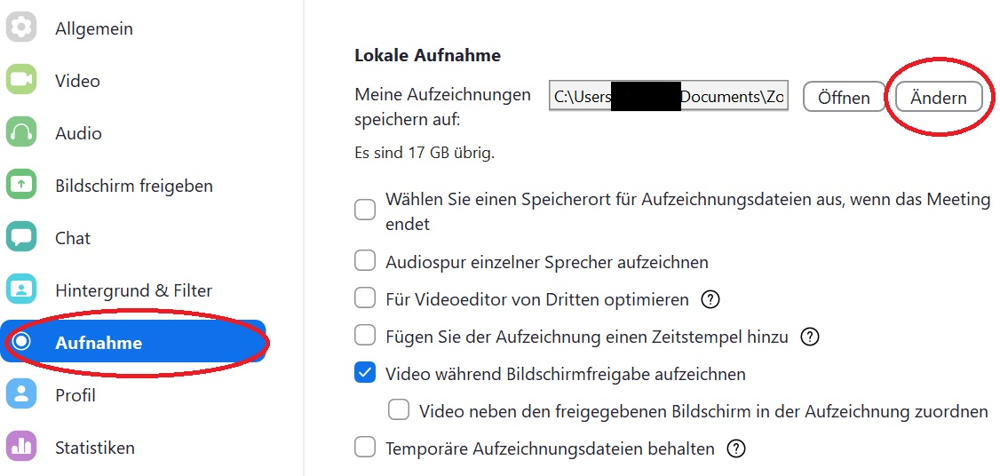 Allgemein
Video
Audio
Bildschirm freigeben
Chat
Hintergrund & Filter
Aufnahme
Profil
Statistiken
Lokale Aufnahme
Meine Aufzeichnungen
speichern auf:
C:\Users Documents\Zo
Öffnen
Ändern
Es sind 17 GB übrig.
Wählen Sie einen Speicherort für Aufzeichnungsdateien aus, wenn das Meeting
endet
Audiospur einzelner Sprecher aufzeichnen
Für Videoeditor von Dritten optimieren ?
Fügen Sie der Aufzeichnung einen Zeitstempel hinzu ?
Video während Bildschirmfreigabe aufzeichnen
Video neben den freigegebenen Bildschirm in der Aufzeichnung zuordnen
Temporäre Aufzeichnungsdateien behalten ?